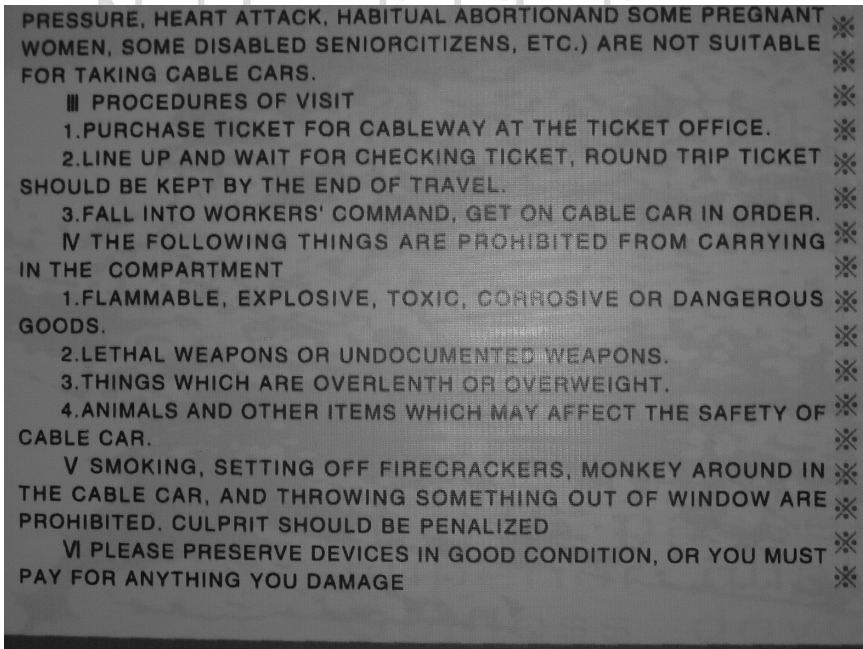 PRESSURE, HEART ATTACK, HABITUAL ABORTIONAND SOME PREGNANT ※
WOMEN, SOME DISABLED SENIORCITIZENS, ETC.) ARE NOT SUITABLE ※
FOR TAKING CABLE CARS. ※
Ⅲ PROCEDURES OF VISIT ※
1.PURCHASE TICKET FOR CABLEWAY AT THE TICKET OFFICE. ※
2.LINE UP AND WAIT FOR CHECKING TICKET, ROUND TRIP TICKET ※
SHOULD BE KEPT BY THE END OF TRAVEL. ※
3.FALL INTO WORKERS' COMMAND, GET ON CABLE CAR IN ORDER. ※
Ⅳ THE FOLLOWING THINGS ARE PROHIBITED FROM CARRYING ※
IN THE COMPARTMENT ※
1.FLAMMABLE, EXPLOSIVE, TOXIC, CORROSIVE OR DANGEROUS ※
GOODS. ※
2.LETHAL WEAPONS OR UNDOCUMENTED WEAPONS. ※
3.THINGS WHICH ARE OVERLENTH OR OVERWEIGHT. ※
4.ANIMALS AND OTHER ITEMS WHICH MAY AFFECT THE SAFETY OF ※
CABLE CAR. ※
Ⅴ SMOKING, SETTING OFF FIRECRACKERS, MONKEY AROUND IN ※
THE CABLE CAR, AND THROWING SOMETHING OUT OF WINDOW ARE ※
PROHIBITED. CULPRIT SHOULD BE PENALIZED ※
Ⅵ PLEASE PRESERVE DEVICES IN GOOD CONDITION, OR YOU MUST ※
PAY FOR ANYTHING YOU DAMAGE ※